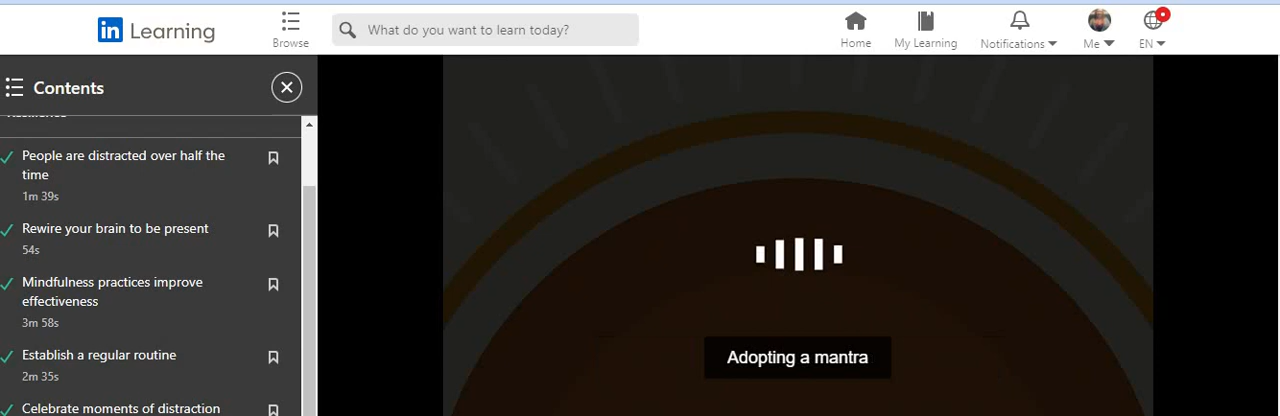 in Learning
Browse
What do you want to learn today?
Home
My Learning
Notifications
Me
EN
Contents
Resilience
People are distracted over half the
time
1m 39s
Rewire your brain to be present
54s
Mindfulness practices improve
effectiveness
3m 58s
Establish a regular routine
2m 35s
Celebrate moments of distraction
Adopting a mantra